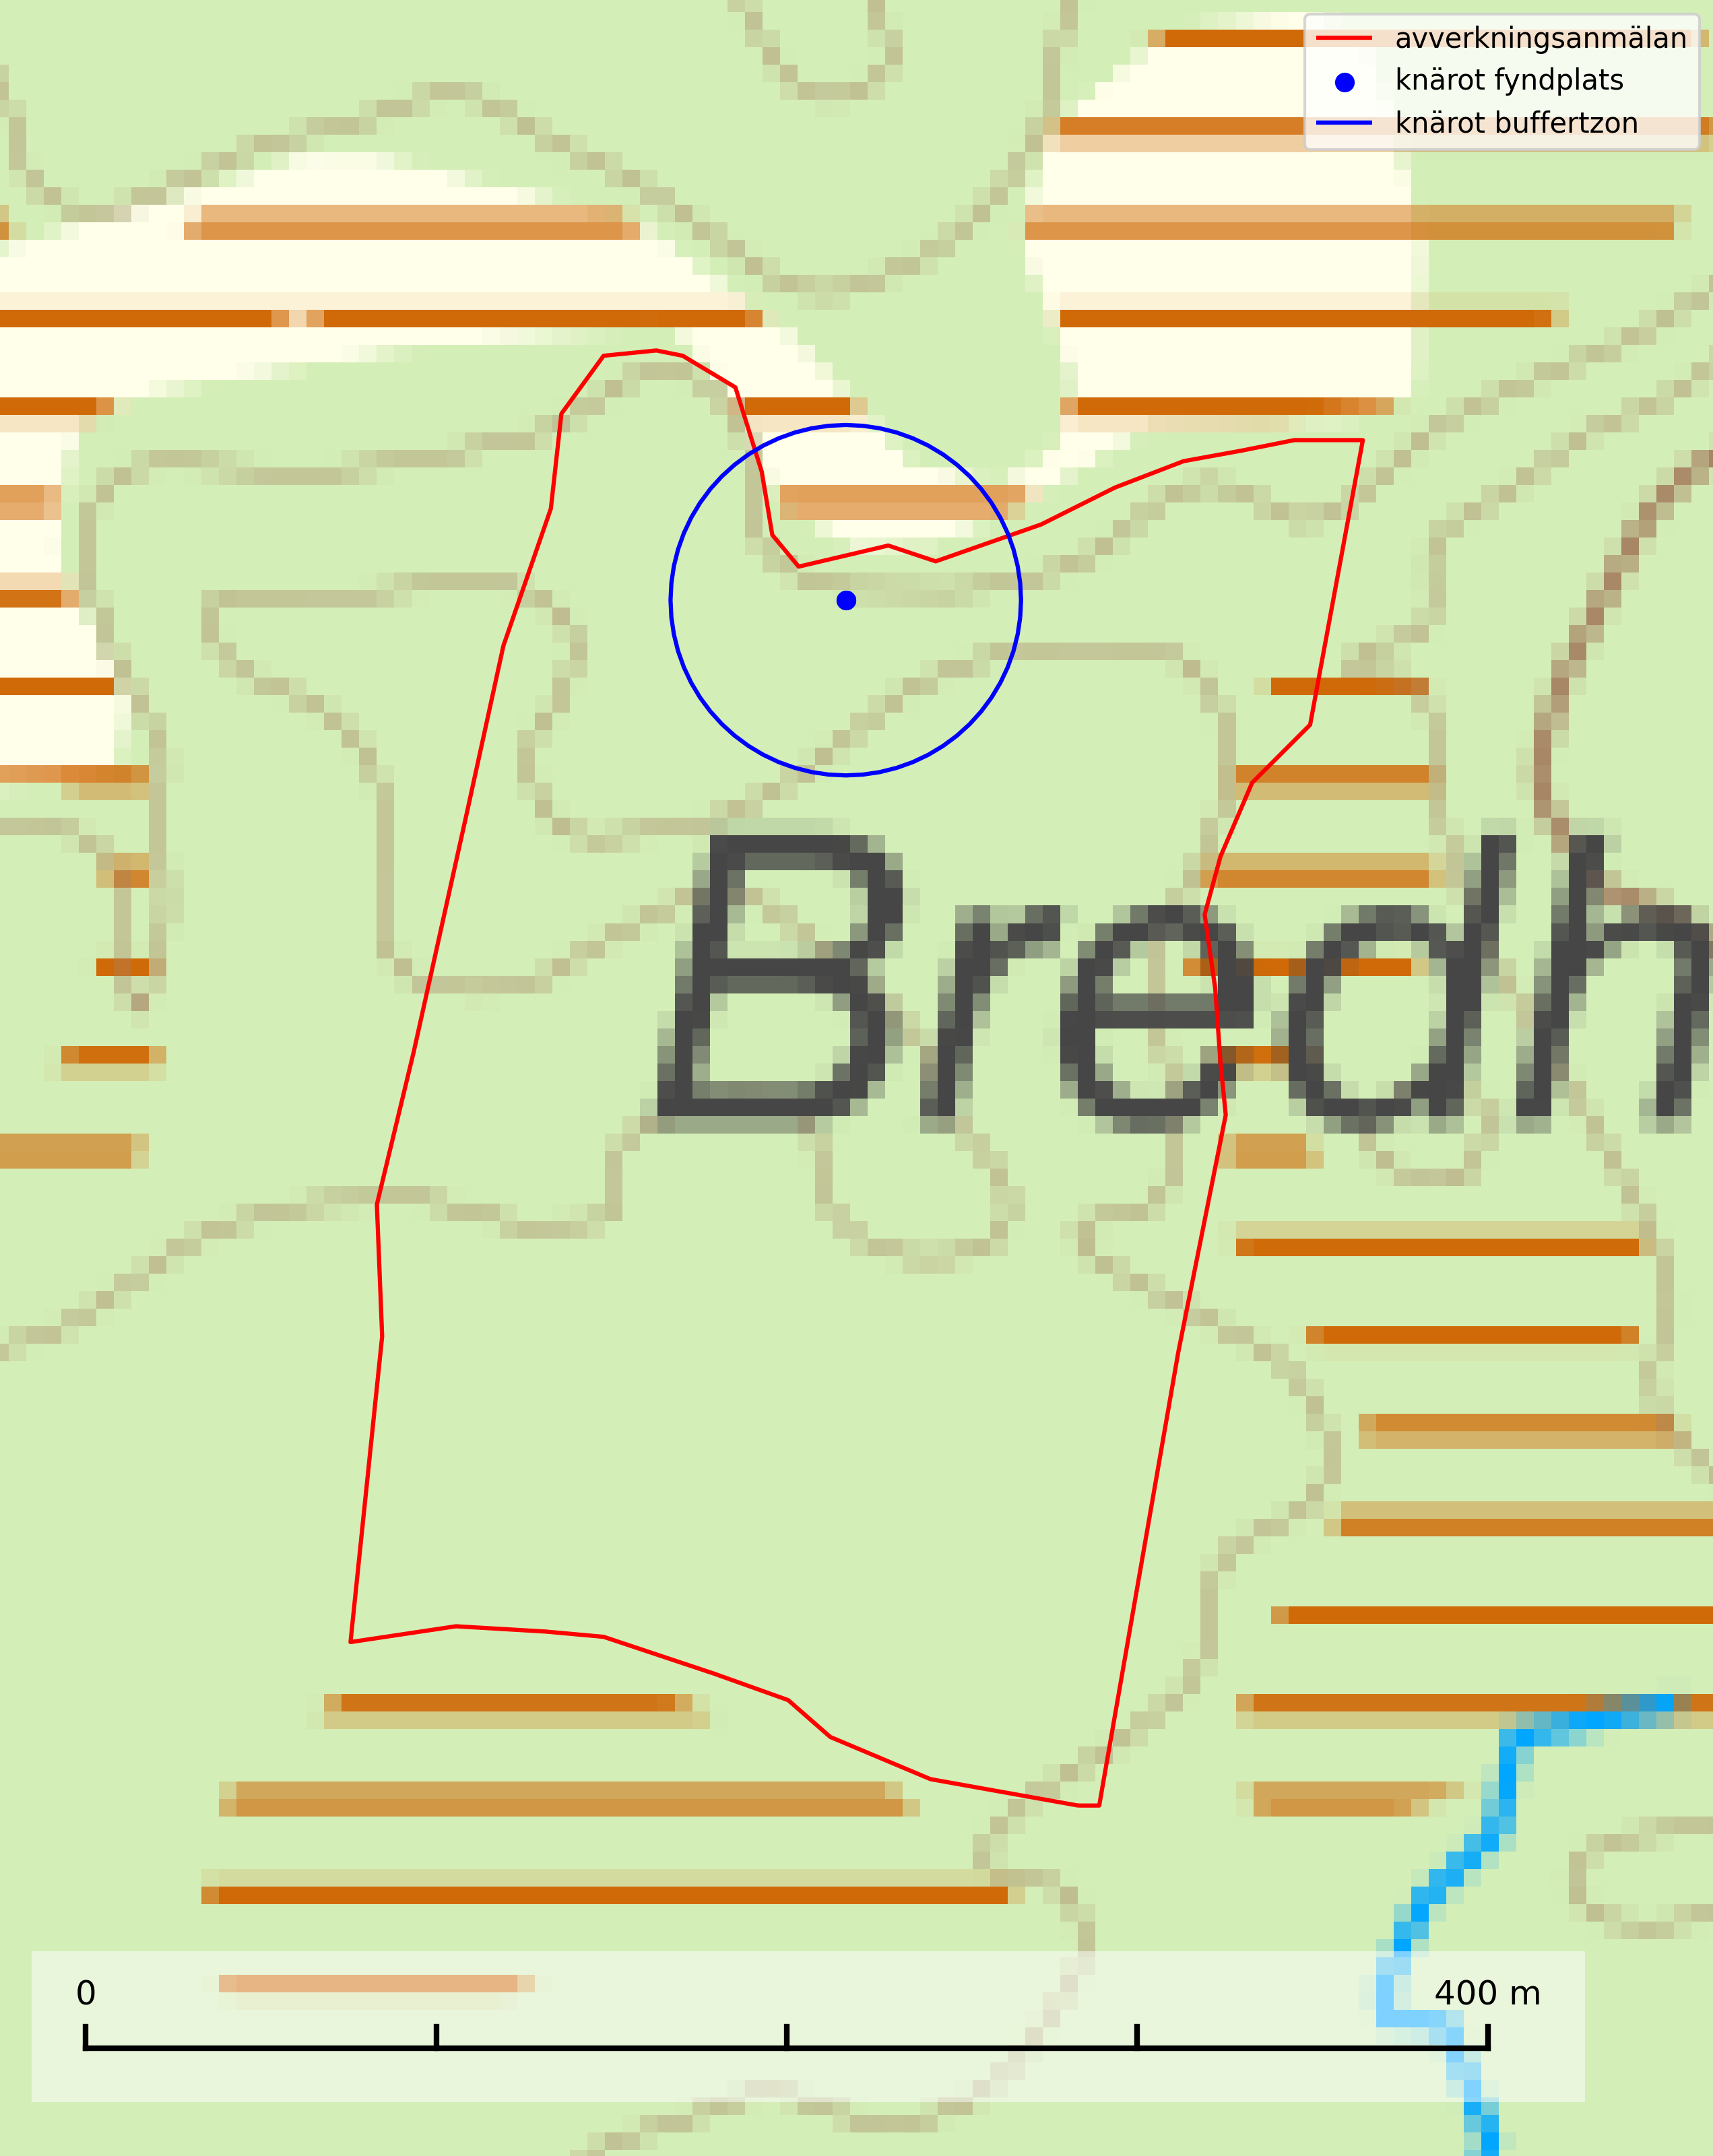 avverkningsanmälan
knärot fyndplats
knärot buffertzon
Bredh
0 400 m